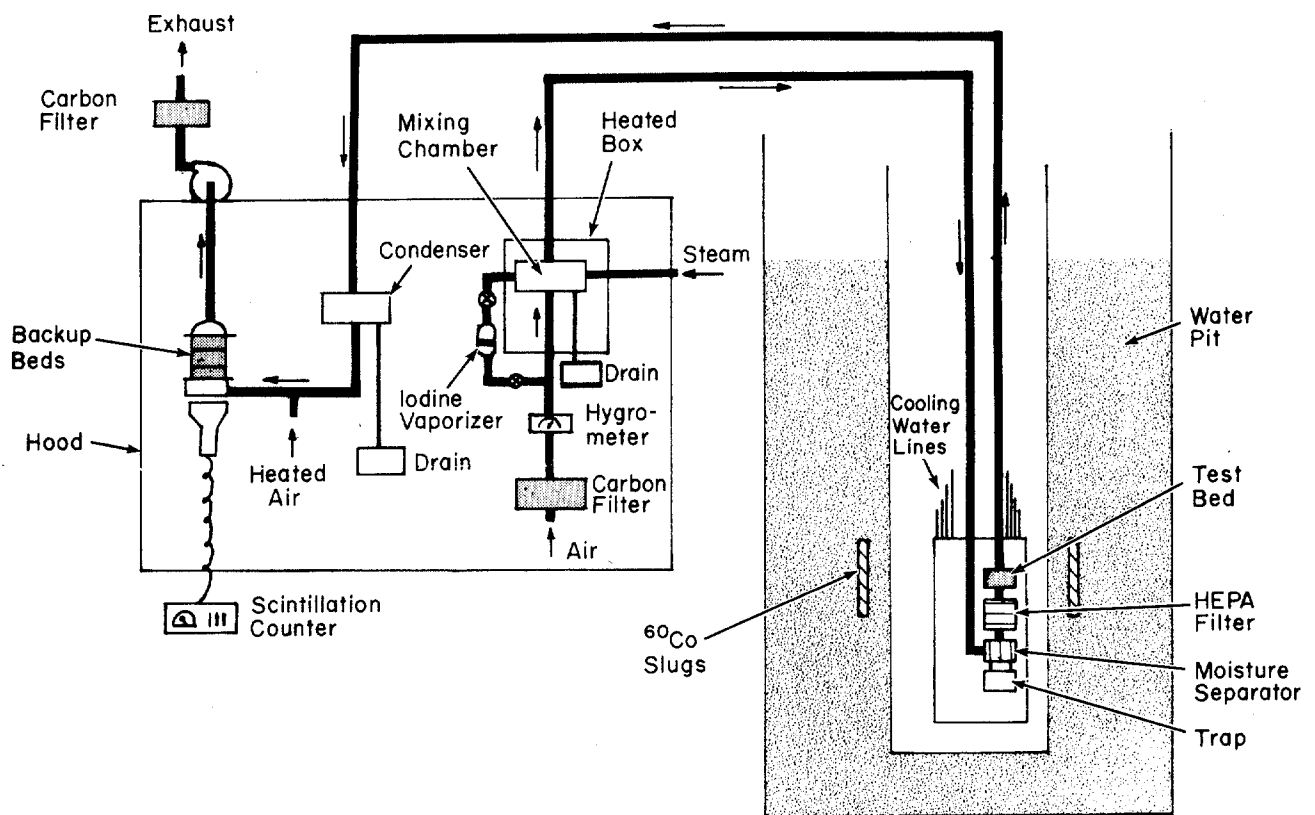 Exhaust
Carbon
Filter
Mixing
Chamber
Heated
Box
Condenser
Steam
Backup
Beds
Water
Pit
Iodine
Vaporizer
Drain
Hygro-
meter
Cooling
Water
Lines
Hood
Heated
Air
Drain
Carbon
Filter
Air
Test
Bed
Scintillation
Counter
60Co
Slugs
HEPA
Filter
Moisture
Separator
Trap